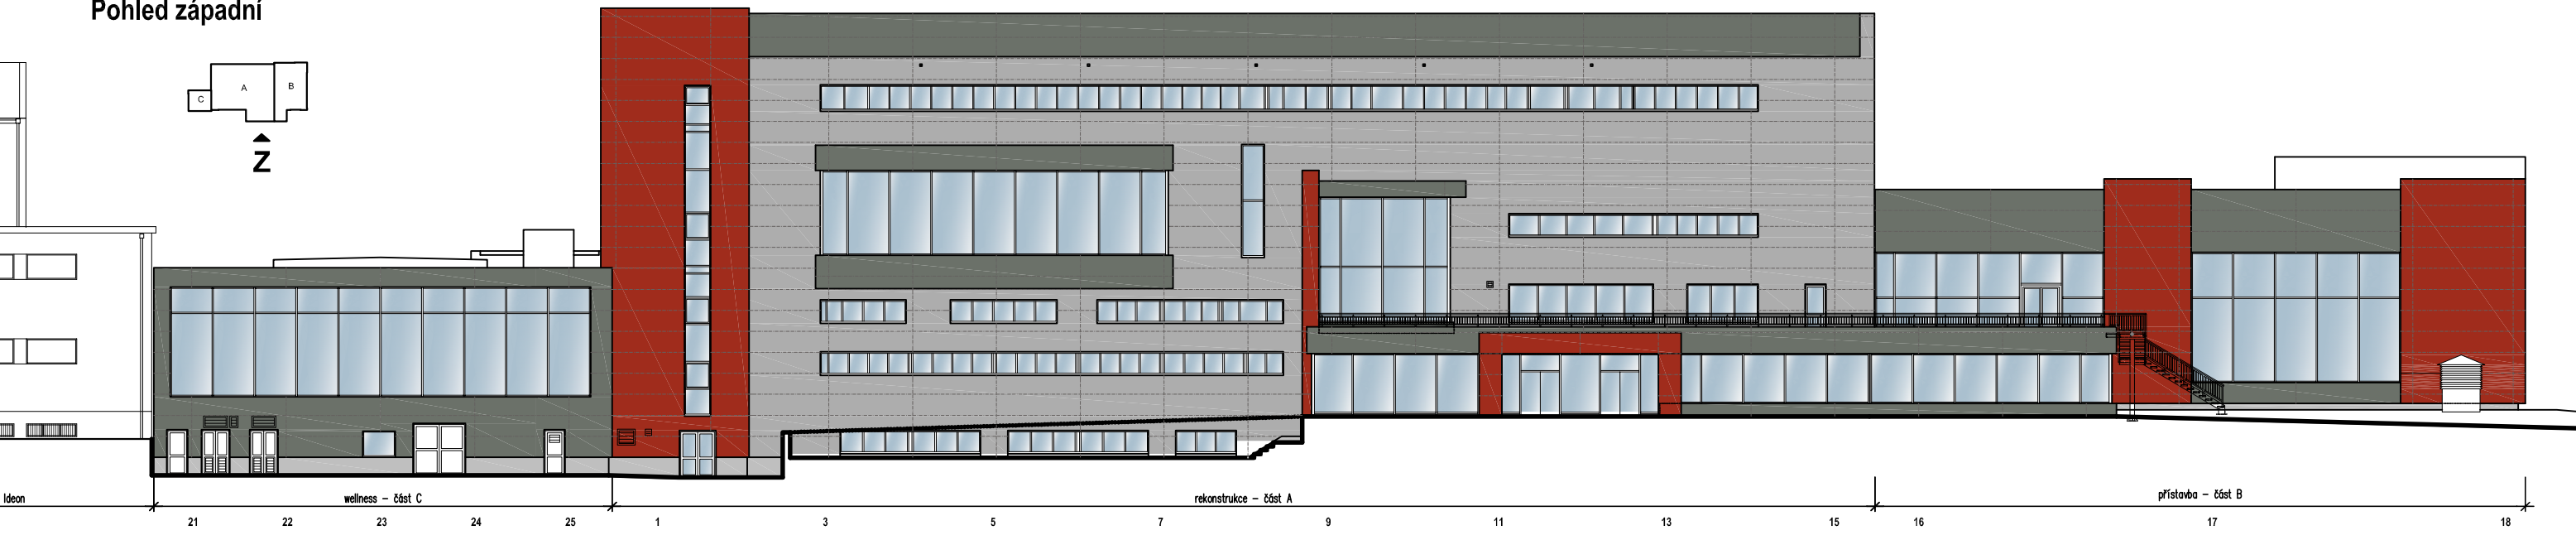 Pohled západní
A
B
C
Z
Ideon
wellness – část C
rekonstrukce – část A
přístavba – část B
21 22 23 24 25 1 3 5 7 9 11 13 15 16 17 18